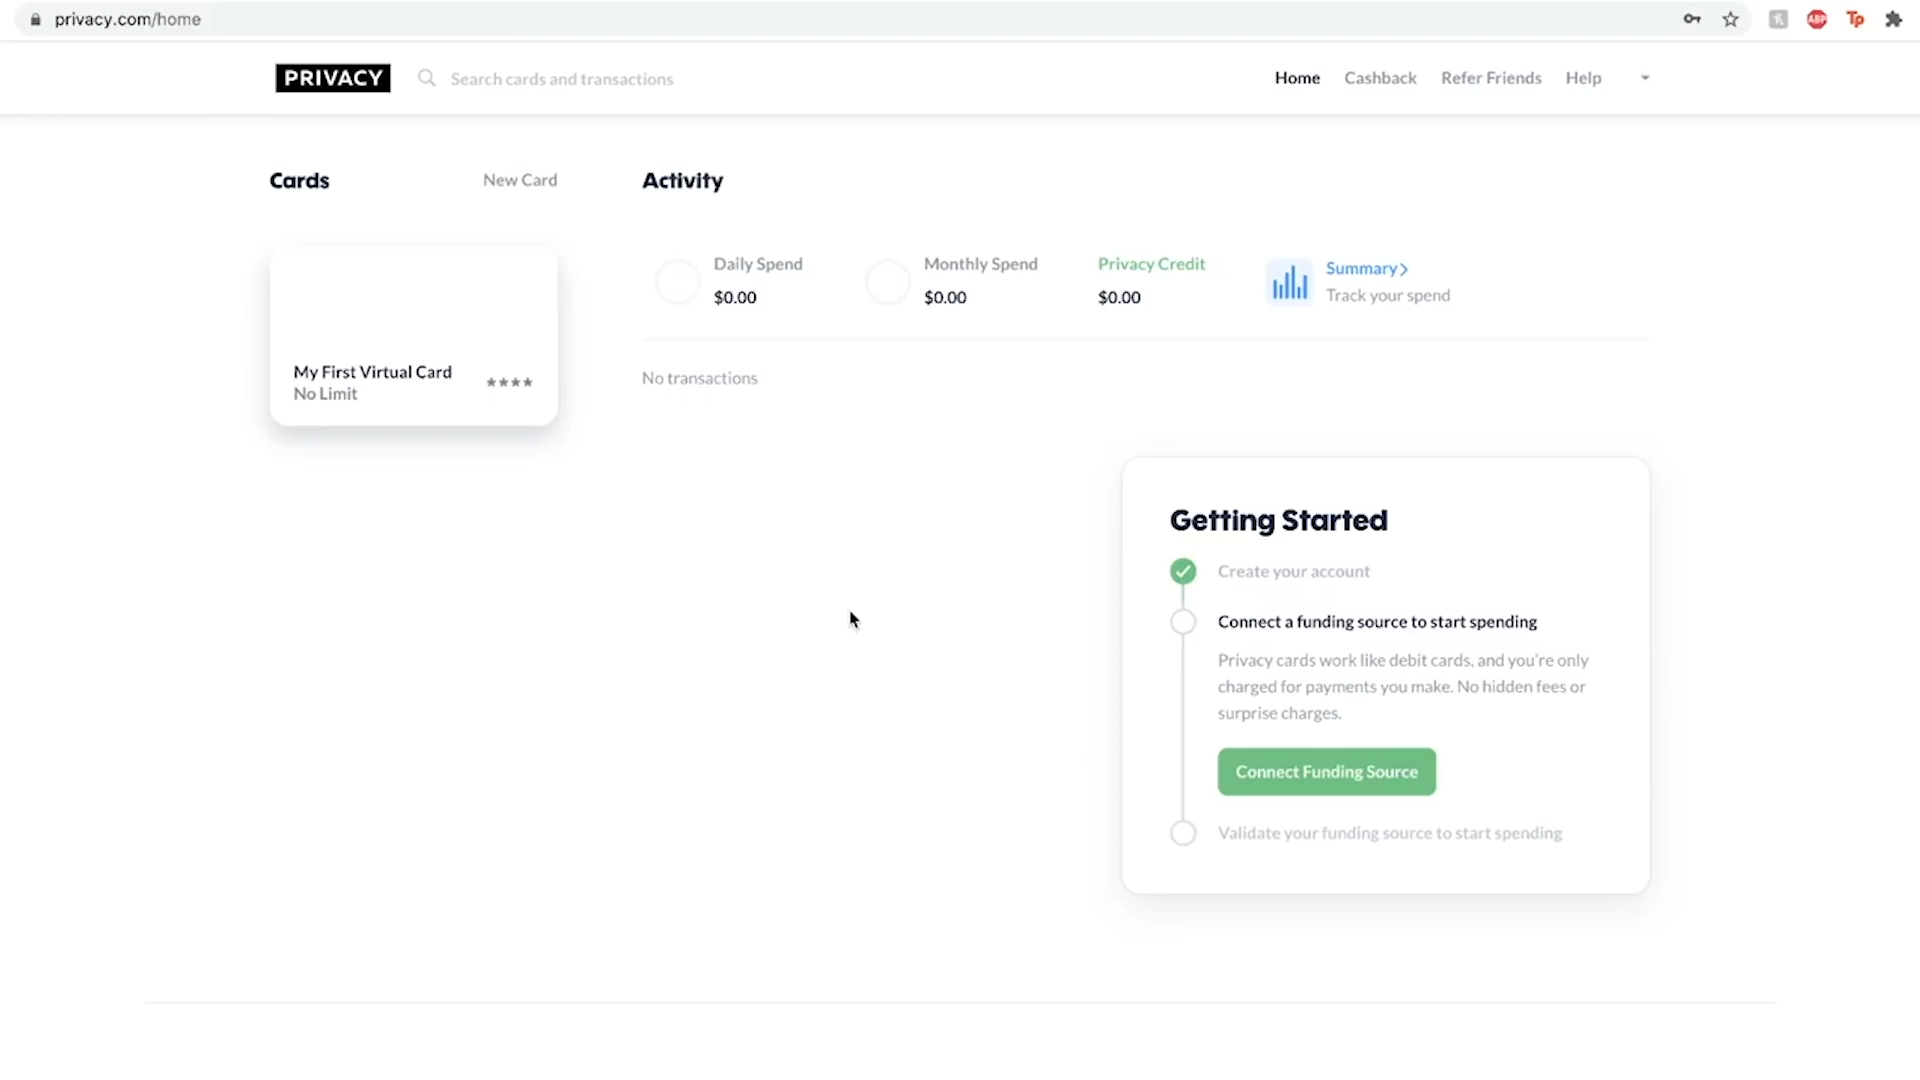 privacy.com/home
ABP
Tp
PRIVACY
Search cards and transactions
Home
Cashback
Refer Friends
Help
Cards
New Card
My First Virtual Card
No Limit
****
Activity
Daily Spend
$0.00
Monthly Spend
$0.00
Privacy Credit
$0.00
Summary
Track your spend
No transactions
Getting Started
Create your account
Connect a funding source to start spending
Privacy cards work like debit cards, and you're only
charged for payments you make. No hidden fees or
surprise charges.
Connect Funding Source
Validate your funding source to start spending